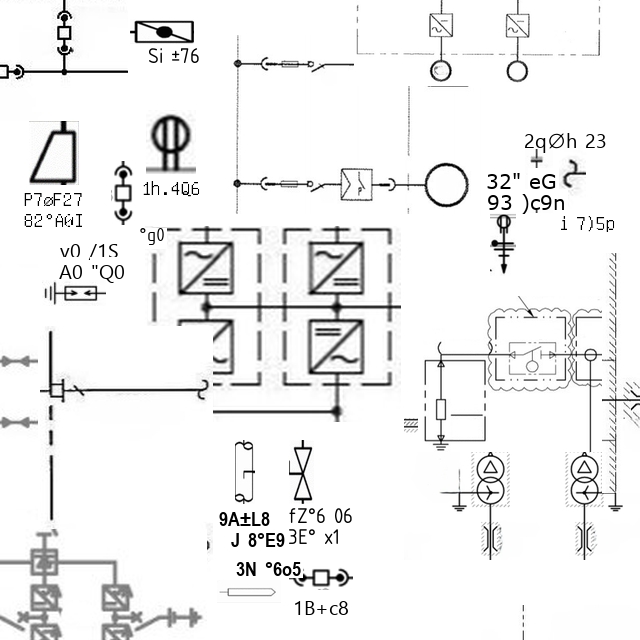 Si ±76
2qØh 23
32" eG
93 )ç9n
i 7)5p
P7øF27
82°A0I
1h.4Q6
°g0
v0 /1S
A0 "Q0
9A±L8
J 8°E9
3N °6o5
fZ°6 06
3E° x1
1B+c8